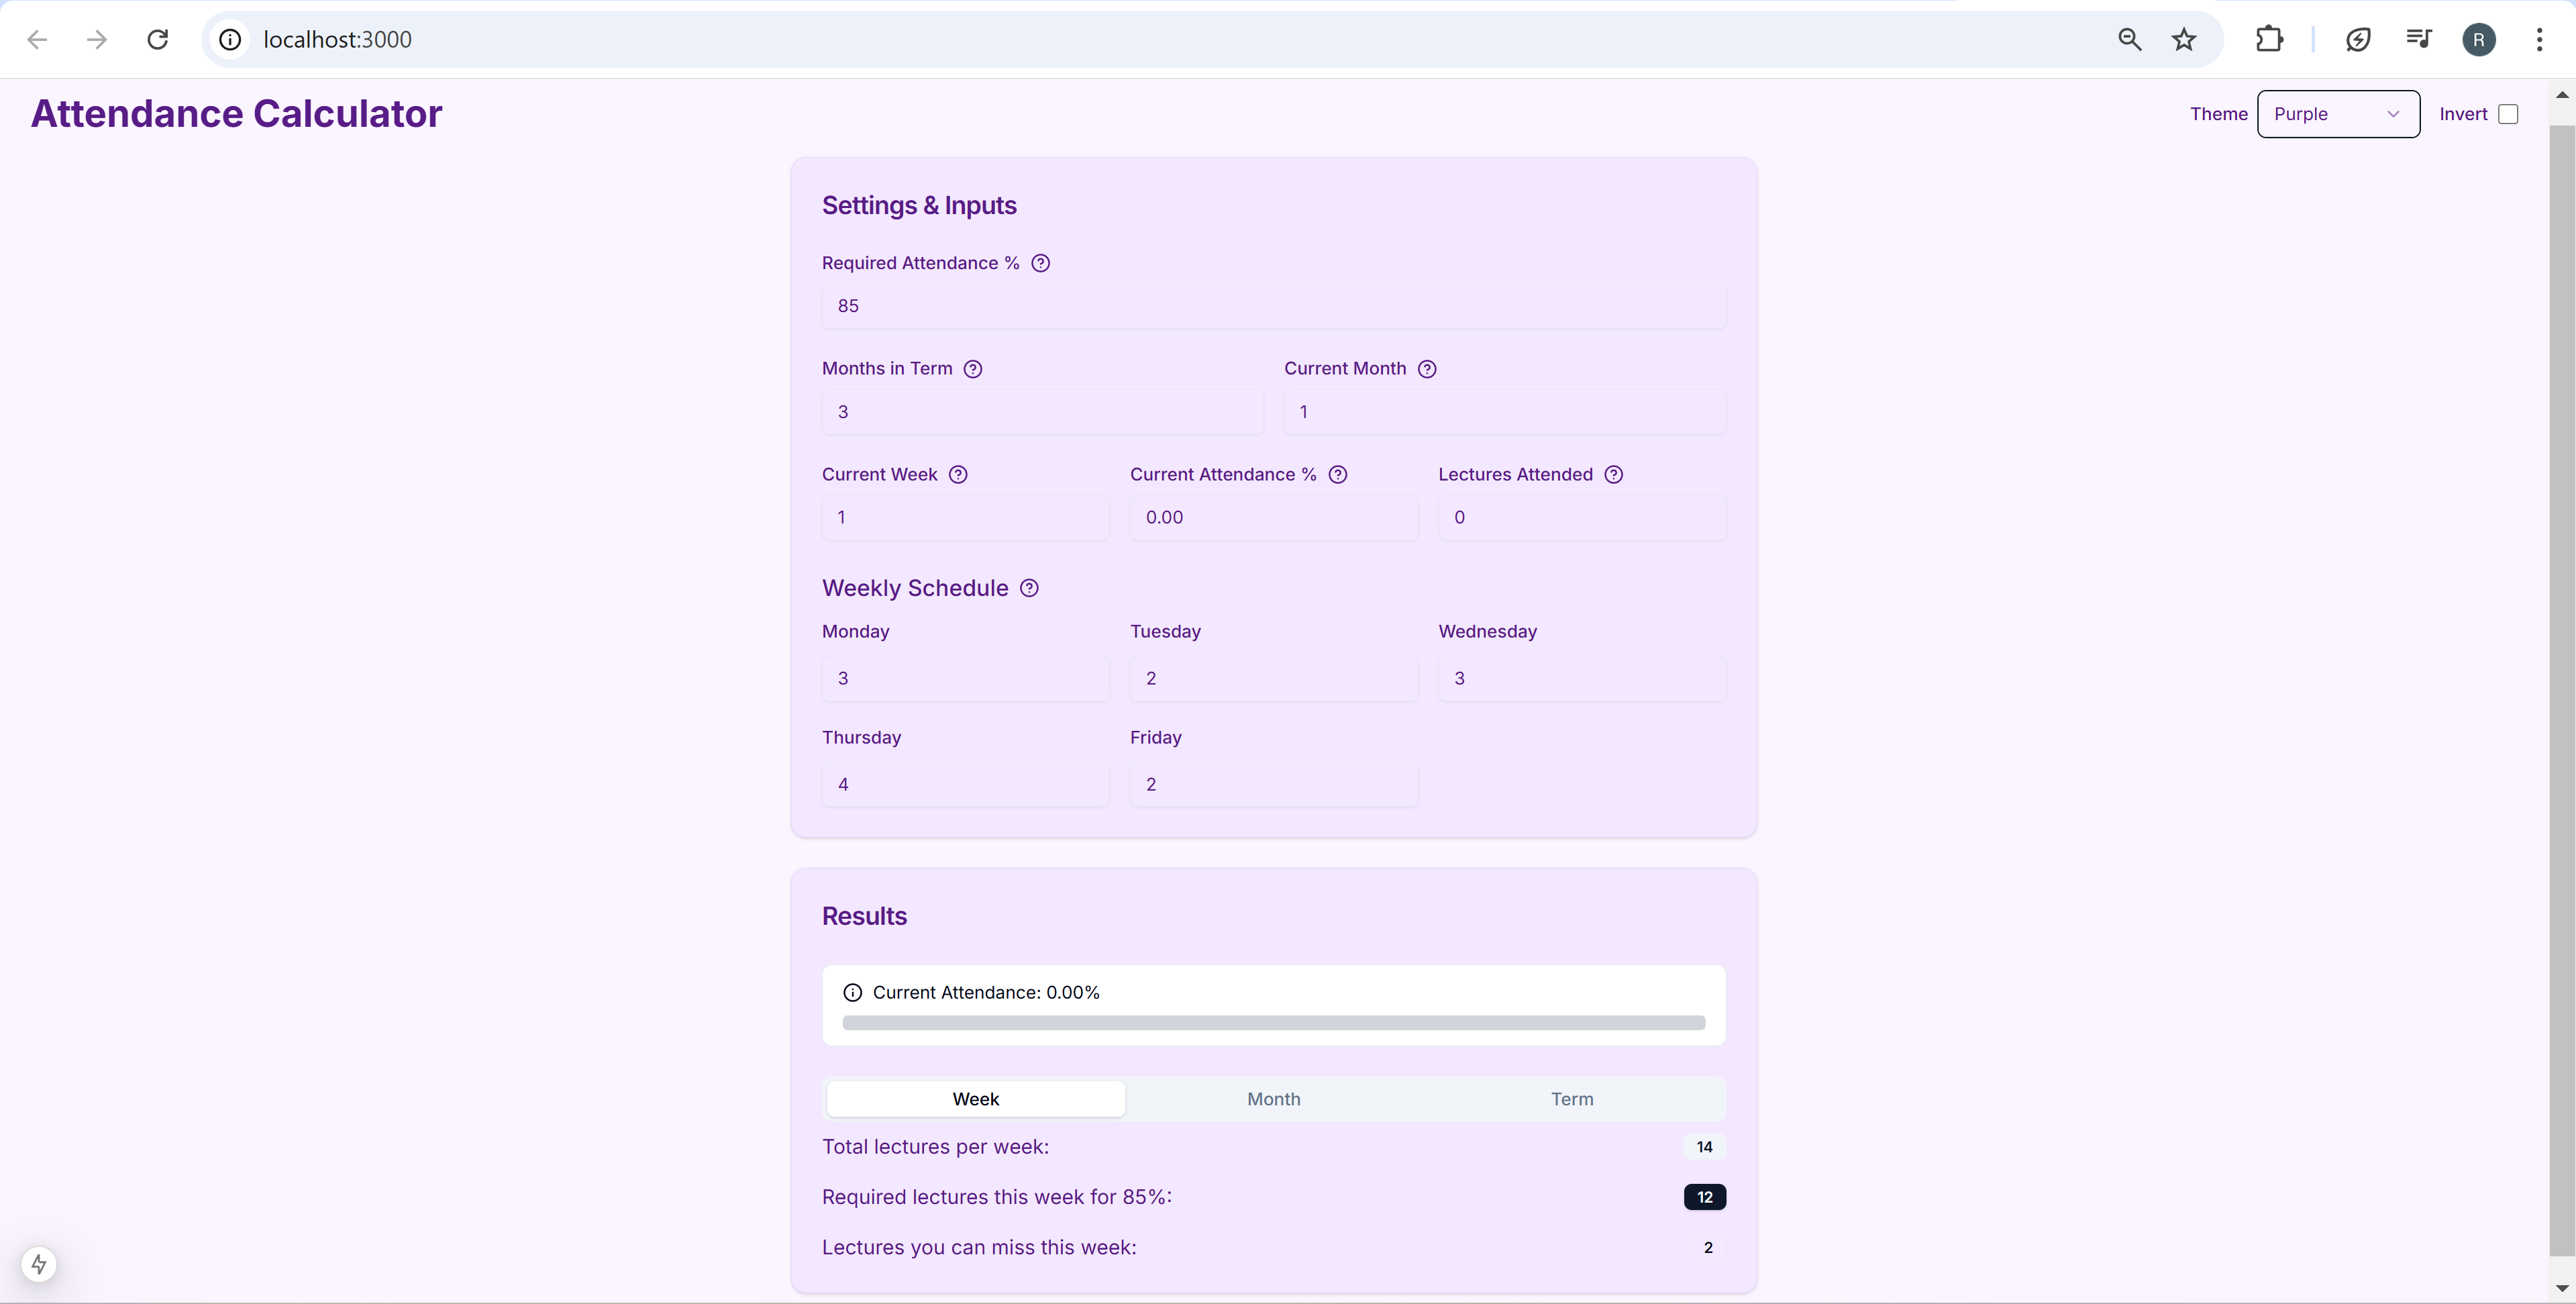 localhost:3000
R
Attendance Calculator
Theme Purple Invert
Settings & Inputs
Required Attendance %
85
Months in Term Current Month
3 1
Current Week Current Attendance % Lectures Attended
1 0.00 0
Weekly Schedule
Monday Tuesday Wednesday
3 2 3
Thursday Friday
4 2
Results
Current Attendance: 0.00%
Week Month Term
Total lectures per week: 14
Required lectures this week for 85%: 12
Lectures you can miss this week: 2